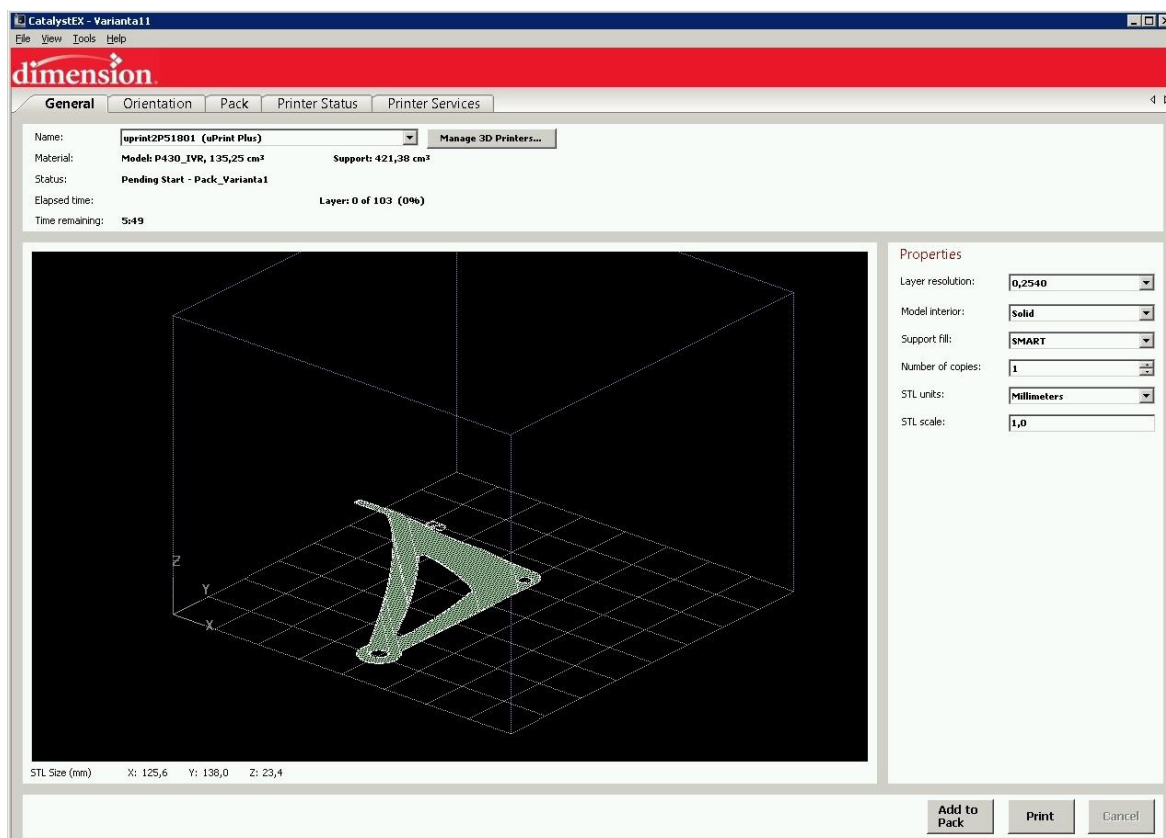 CatalystEX - Varianta11
File View Tools Help
dimension
General Orientation Pack Printer Status Printer Services
Name: uprint2P51801 (uPrint Plus) Manage 3D Printers...
Material: Model: P430_IVR, 135,25 cm³ Support: 421,38 cm³
Status: Pending Start - Pack_Varianta1
Elapsed time: Layer: 0 of 103 (0%)
Time remaining: 5:49
Properties
Layer resolution: 0,2540
Model interior: Solid
Support fill: SMART
Number of copies: 1
STL units: Millimeters
STL scale: 1,0
Z
Y
X
STL Size (mm) X: 125,6 Y: 138,0 Z: 23,4
Add to
Pack
Print
Cancel